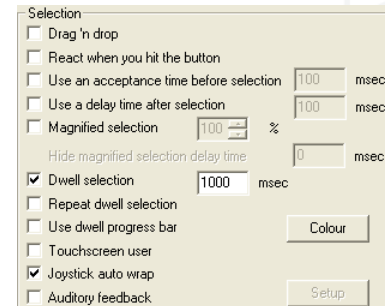 Selection
Drag 'n drop
React when you hit the button
Use an acceptance time before selection 100 msec
Use a delay time after selection 100 msec
Magnified selection 100 %
Hide magnified selection delay time 0 msec
Dwell selection 1000 msec
Repeat dwell selection
Use dwell progress bar Colour
Touchscreen user
Joystick auto wrap
Auditory feedback Setup